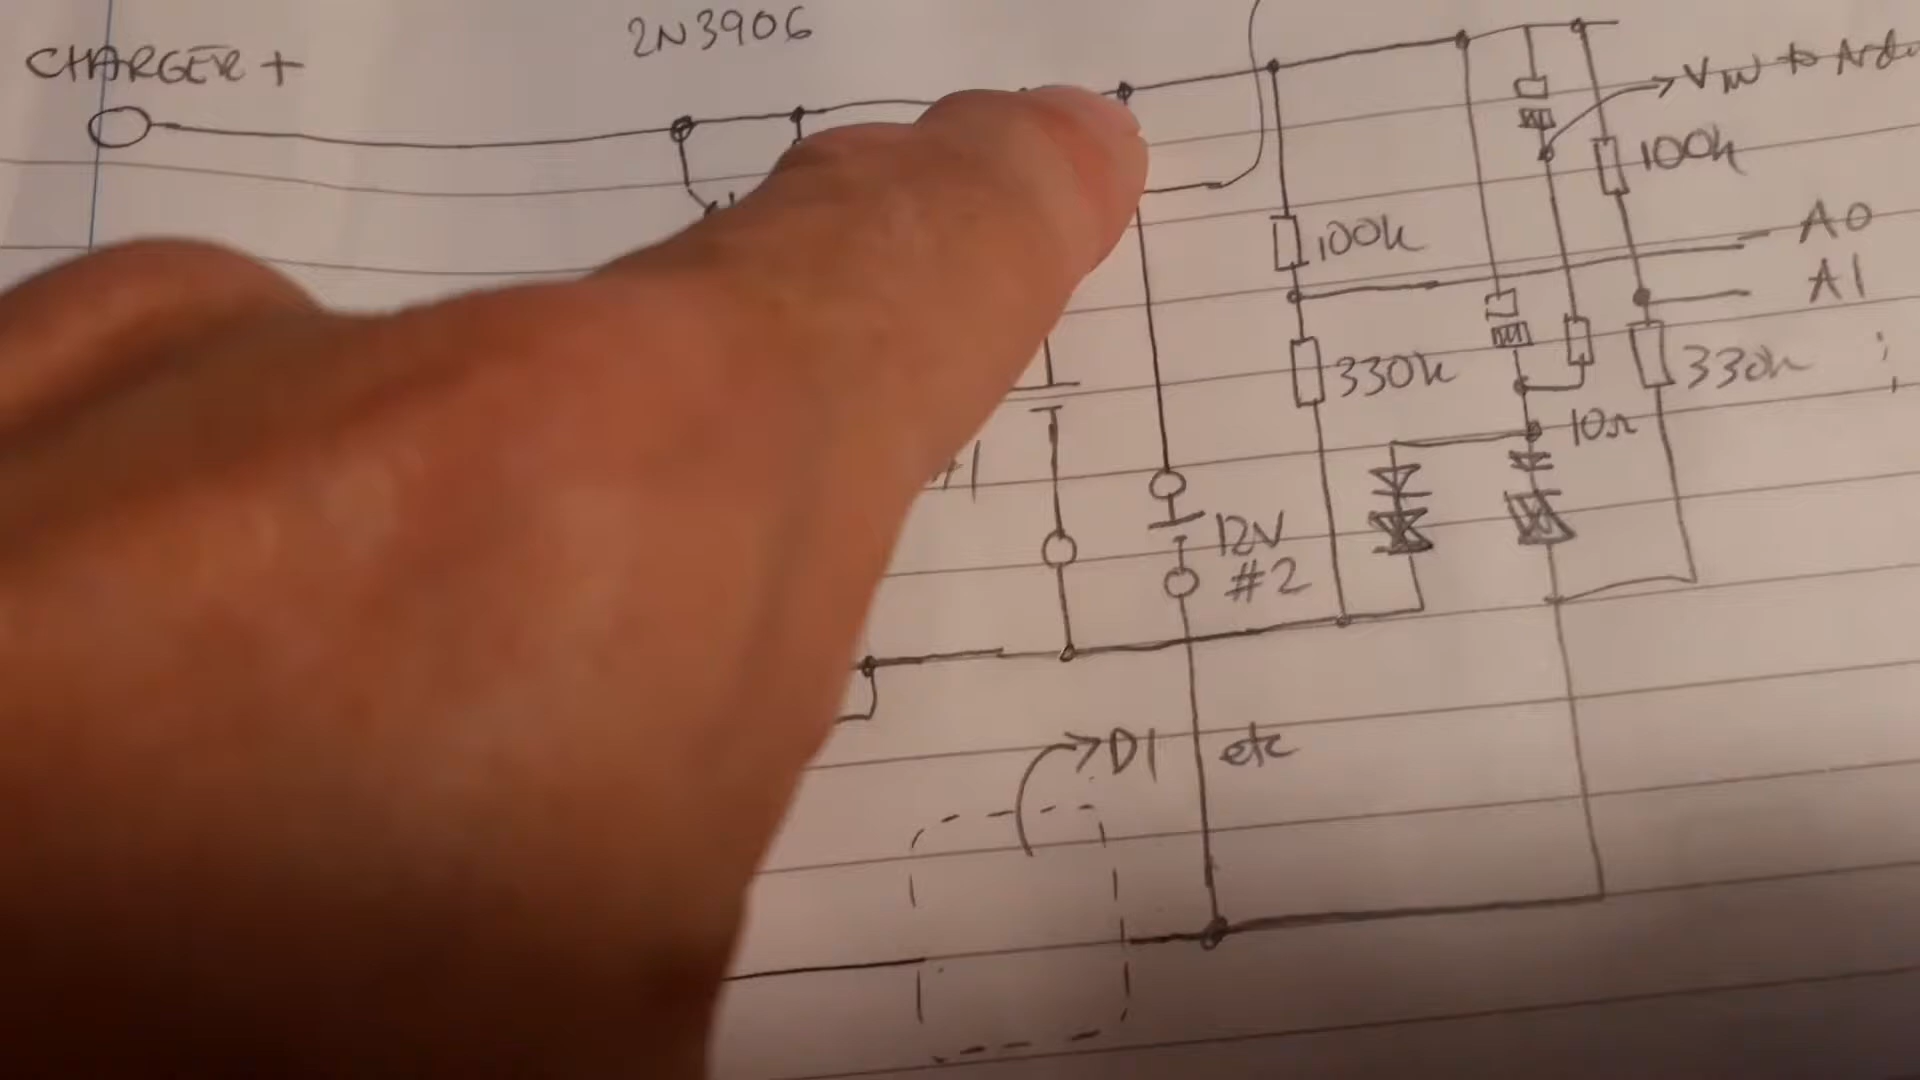 2N3906
CHARGER +
VIN to Ardu
100k
100k
A0
A1
330k
330k
10Ω
12V
#2
D1 etc